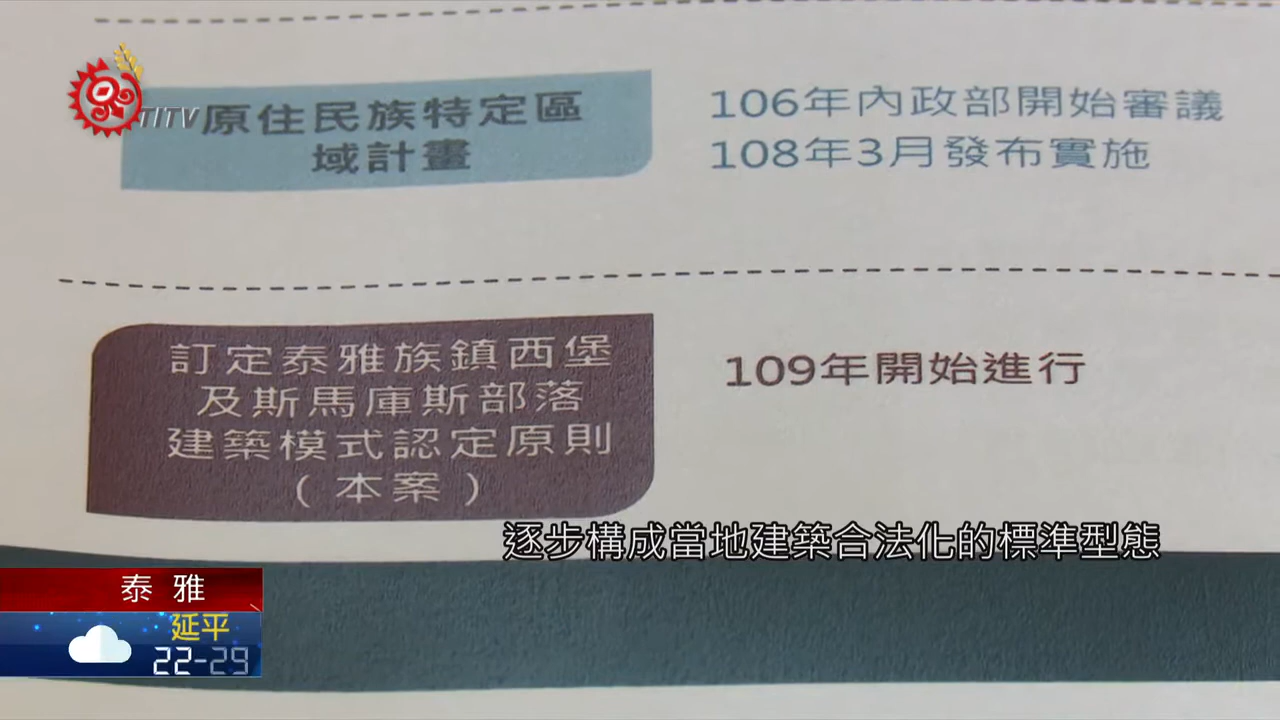 TITV
原住民族特定區
域計畫
106年內政部開始審議
108年3月發布實施
訂定泰雅族鎮西堡
及斯馬庫斯部落
建築模式認定原則
(本案)
109年開始進行
逐步構成當地建築合法化的標準型態
泰雅
延平
22-29